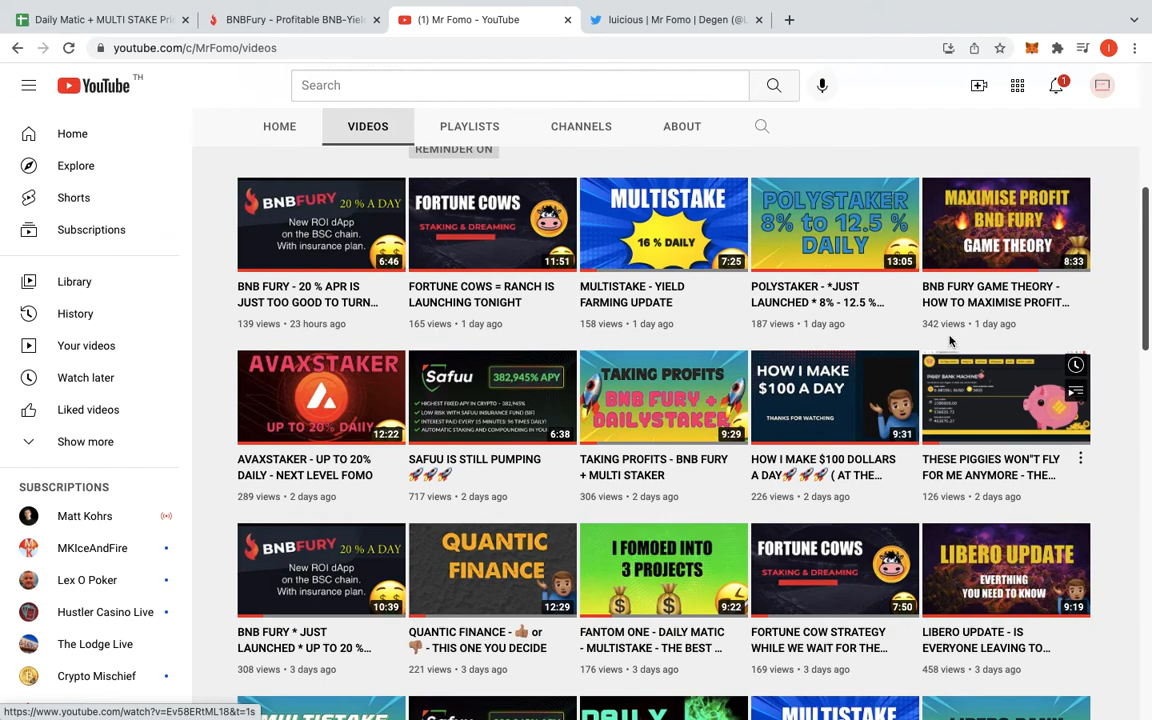 Daily Matic + MULTI STAKE Pri
BNBFury - Profitable BNB-Yiel
(1) Mr Fomo - YouTube
luicious | Mr Fomo | Degen (@L
youtube.com/c/MrFomo/videos
YouTube TH
Search
1
HOME
VIDEOS
PLAYLISTS
CHANNELS
ABOUT
Home
Explore
Shorts
Subscriptions
Library
History
Your videos
Watch later
Liked videos
Show more
SUBSCRIPTIONS
Matt Kohrs
MKIceAndFire
Lex O Poker
Hustler Casino Live
The Lodge Live
Crypto Mischief
REMINDER ON
BNBFURY 20 % A DAY
New ROI dApp
on the BSC chain.
With insurance plan.
6:46
BNB FURY - 20 % APR IS
JUST TOO GOOD TO TURN...
139 views • 23 hours ago
FORTUNE COWS
STAKING & DREAMING
11:51
FORTUNE COWS = RANCH IS
LAUNCHING TONIGHT
165 views • 1 day ago
MULTISTAKE
16 % DAILY
7:25
MULTISTAKE - YIELD
FARMING UPDATE
158 views • 1 day ago
POLYSTAKER
8% to 12.5 %
DAILY
13:05
POLYSTAKER - *JUST
LAUNCHED * 8% - 12.5 %...
187 views • 1 day ago
MAXIMISE PROFIT
BND FURY
GAME THEORY
8:33
BNB FURY GAME THEORY -
HOW TO MAXIMISE PROFIT...
342 views • 1 day ago
AVAXSTAKER
UP TO 20% DAILY
12:22
AVAXSTAKER - UP TO 20%
DAILY - NEXT LEVEL FOMO
289 views • 2 days ago
Safuu
382,945% APY
HIGHEST FIXED APY IN CRYPTO - 382,945%
LOW RISK WITH SAFUU INSURANCE FUND (SIF)
INTEREST PAID EVERY 15 MINUTES: 96 TIMES DAILY!
AUTOMATIC STAKING AND COMPOUNDING IN YOU
6:38
SAFUU IS STILL PUMPING
🚀🚀🚀
717 views • 2 days ago
TAKING PROFITS
BNB FURY +
DAILYSTAKER
9:29
TAKING PROFITS - BNB FURY
+ MULTI STAKER
306 views • 2 days ago
HOW I MAKE
$100 A DAY
THANKS FOR WATCHING
9:31
HOW I MAKE $100 DOLLARS
A DAY🚀🚀🚀 ( AT THE...
226 views • 2 days ago
PIGGY BANK MACHINE
THESE PIGGIES WON"T FLY
FOR ME ANYMORE - THE...
126 views • 2 days ago
BNBFURY 20 % A DAY
New ROI dApp
on the BSC chain.
With insurance plan.
10:39
BNB FURY * JUST
LAUNCHED * UP TO 20 %...
308 views • 3 days ago
QUANTIC
FINANCE
12:29
QUANTIC FINANCE - 👍🏽 or
👎🏽 - THIS ONE YOU DECIDE
221 views • 3 days ago
I FOMOED INTO
3 PROJECTS
9:22
FANTOM ONE - DAILY MATIC
- MULTISTAKE - THE BEST ...
176 views • 3 days ago
FORTUNE COWS
STAKING & DREAMING
7:50
FORTUNE COW STRATEGY
WHILE WE WAIT FOR THE...
169 views • 3 days ago
LIBERO UPDATE
EVERTHING
YOU NEED TO KNOW
9:19
LIBERO UPDATE - IS
EVERYONE LEAVING TO...
458 views • 3 days ago
https://www.youtube.com/watch?v=Ev58ERtML18&t=1s